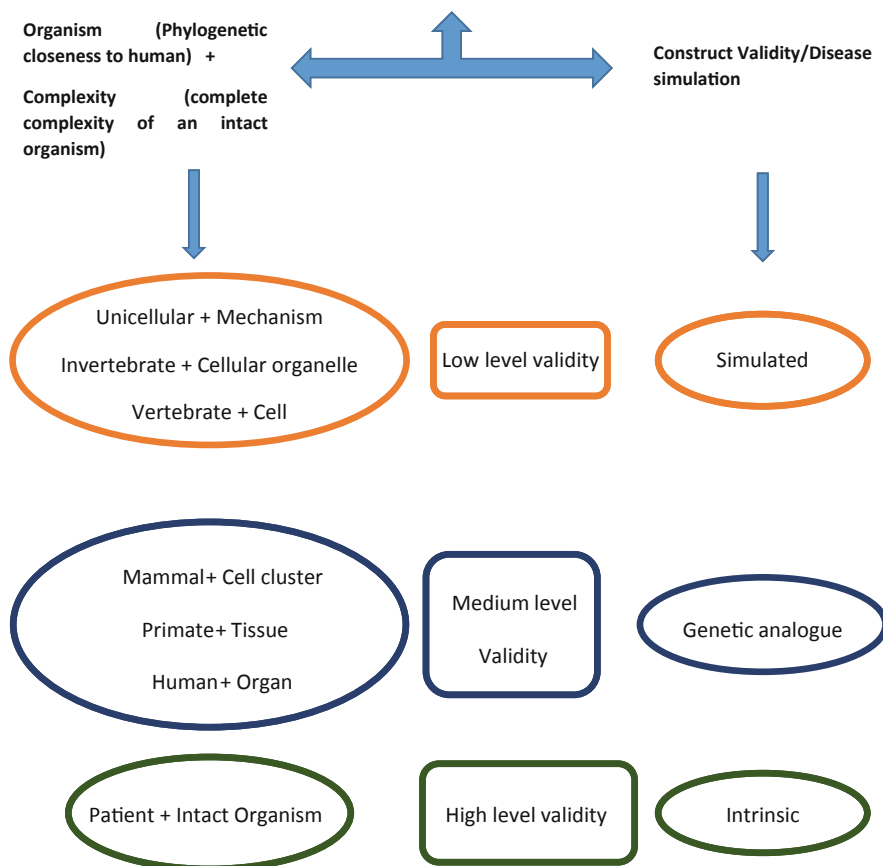 Organism (Phylogenetic
closeness to human) +
Complexity (complete
complexity of an intact
organism)
Construct Validity/Disease
simulation
Unicellular + Mechanism
Invertebrate + Cellular organelle
Vertebrate + Cell
Low level validity
Simulated
Mammal+ Cell cluster
Primate+ Tissue
Human+ Organ
Medium level
Validity
Genetic analogue
Patient + Intact Organism
High level validity
Intrinsic